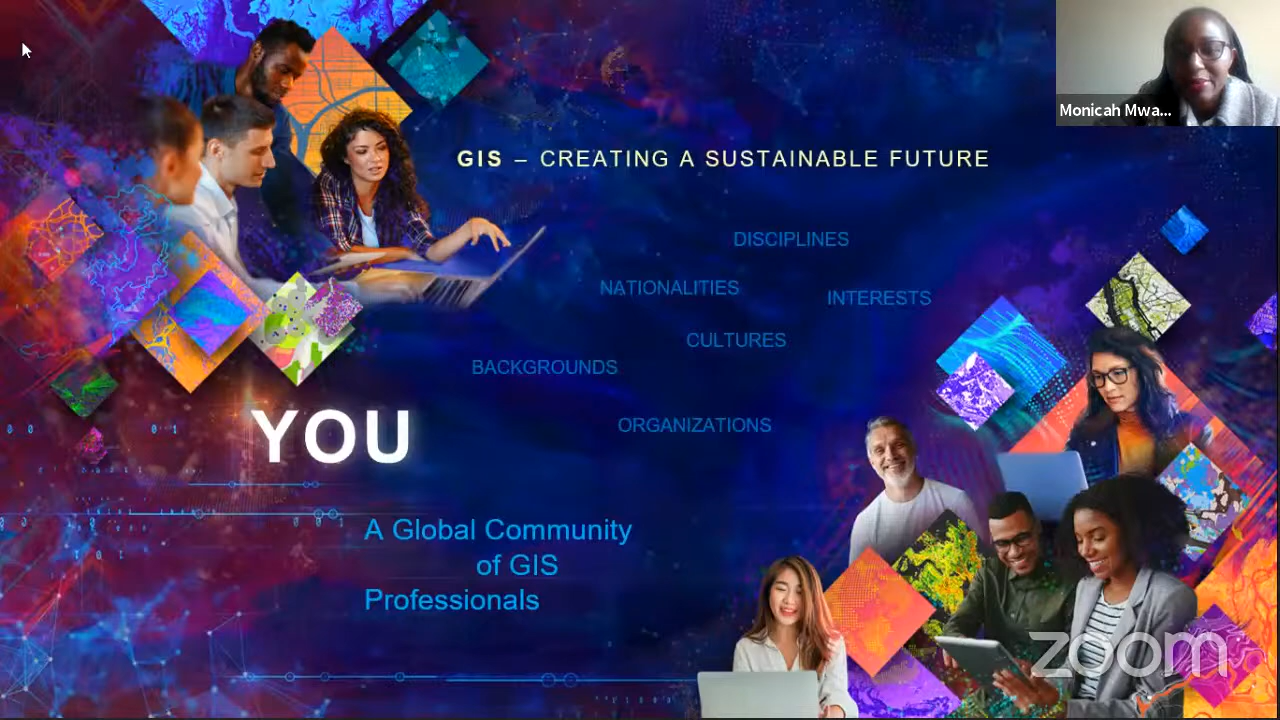 Monicah Mwa...
GIS – CREATING A SUSTAINABLE FUTURE
DISCIPLINES
NATIONALITIES
INTERESTS
CULTURES
BACKGROUNDS
YOU
ORGANIZATIONS
A Global Community
of GIS
Professionals
zoom